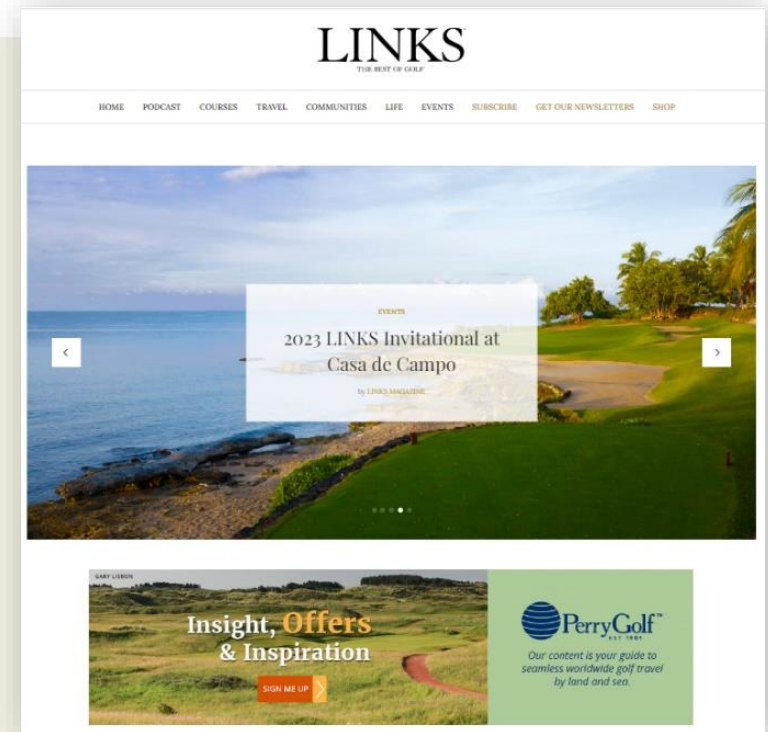 LINKS
THE BEST OF GOLF
HOME PODCAST COURSES TRAVEL COMMUNITIES LIFE EVENTS SUBSCRIBE GET OUR NEWSLETTERS SHOP
EVENTS
2023 LINKS Invitational at
Casa de Campo
by LINKS MAGAZINE
GARY LISBON
Insight, Offers
& Inspiration
SIGN ME UP
PerryGolf™
EST 1984
Our content is your guide to
seamless worldwide golf travel
by land and sea.